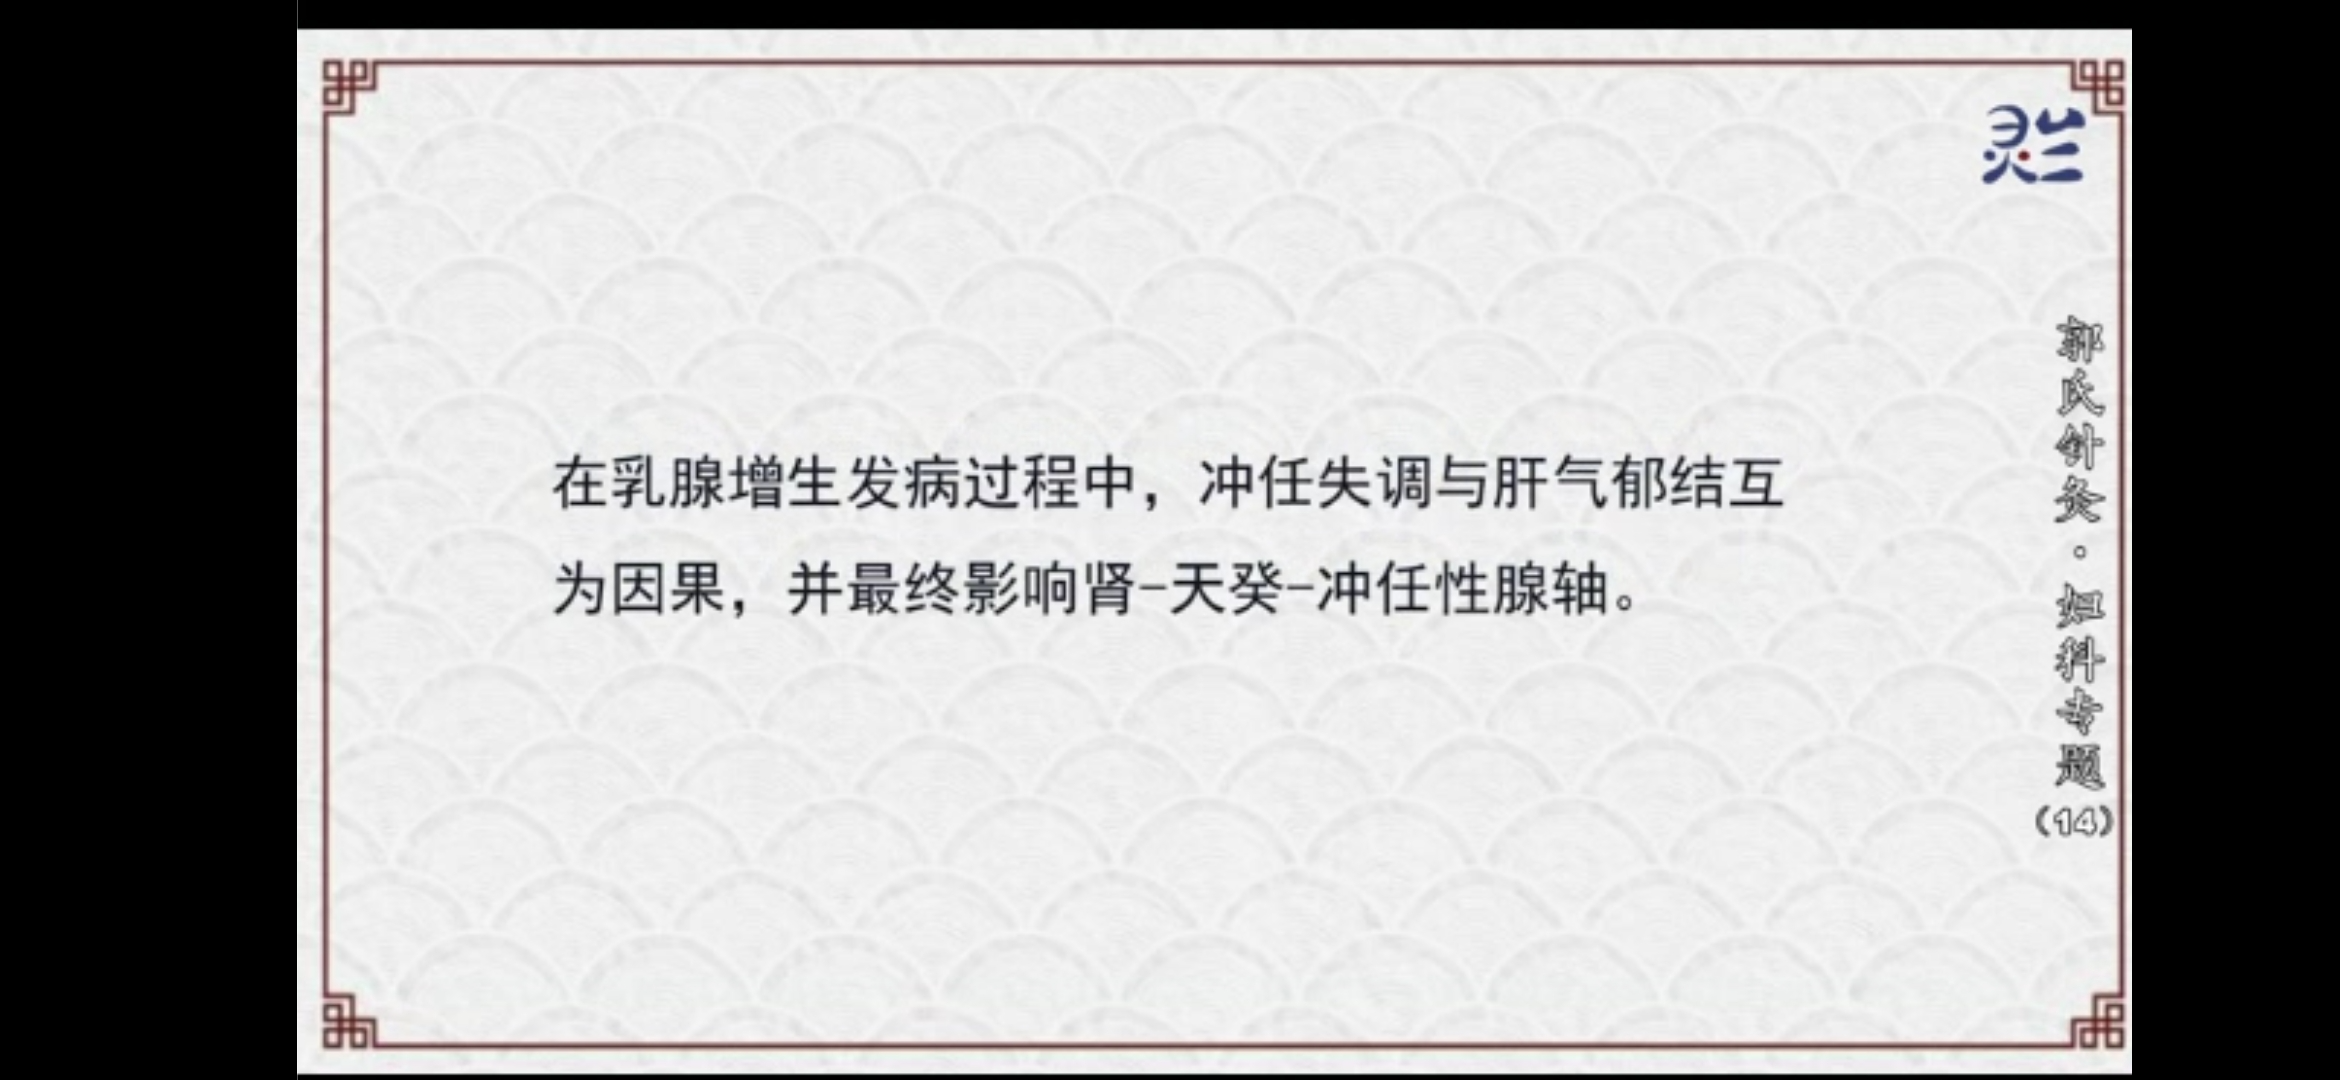 在乳腺增生发病过程中，冲任失调与肝气郁结互
为因果，并最终影响肾-天癸-冲任性腺轴。
郭氏针灸·妇科专题(14)